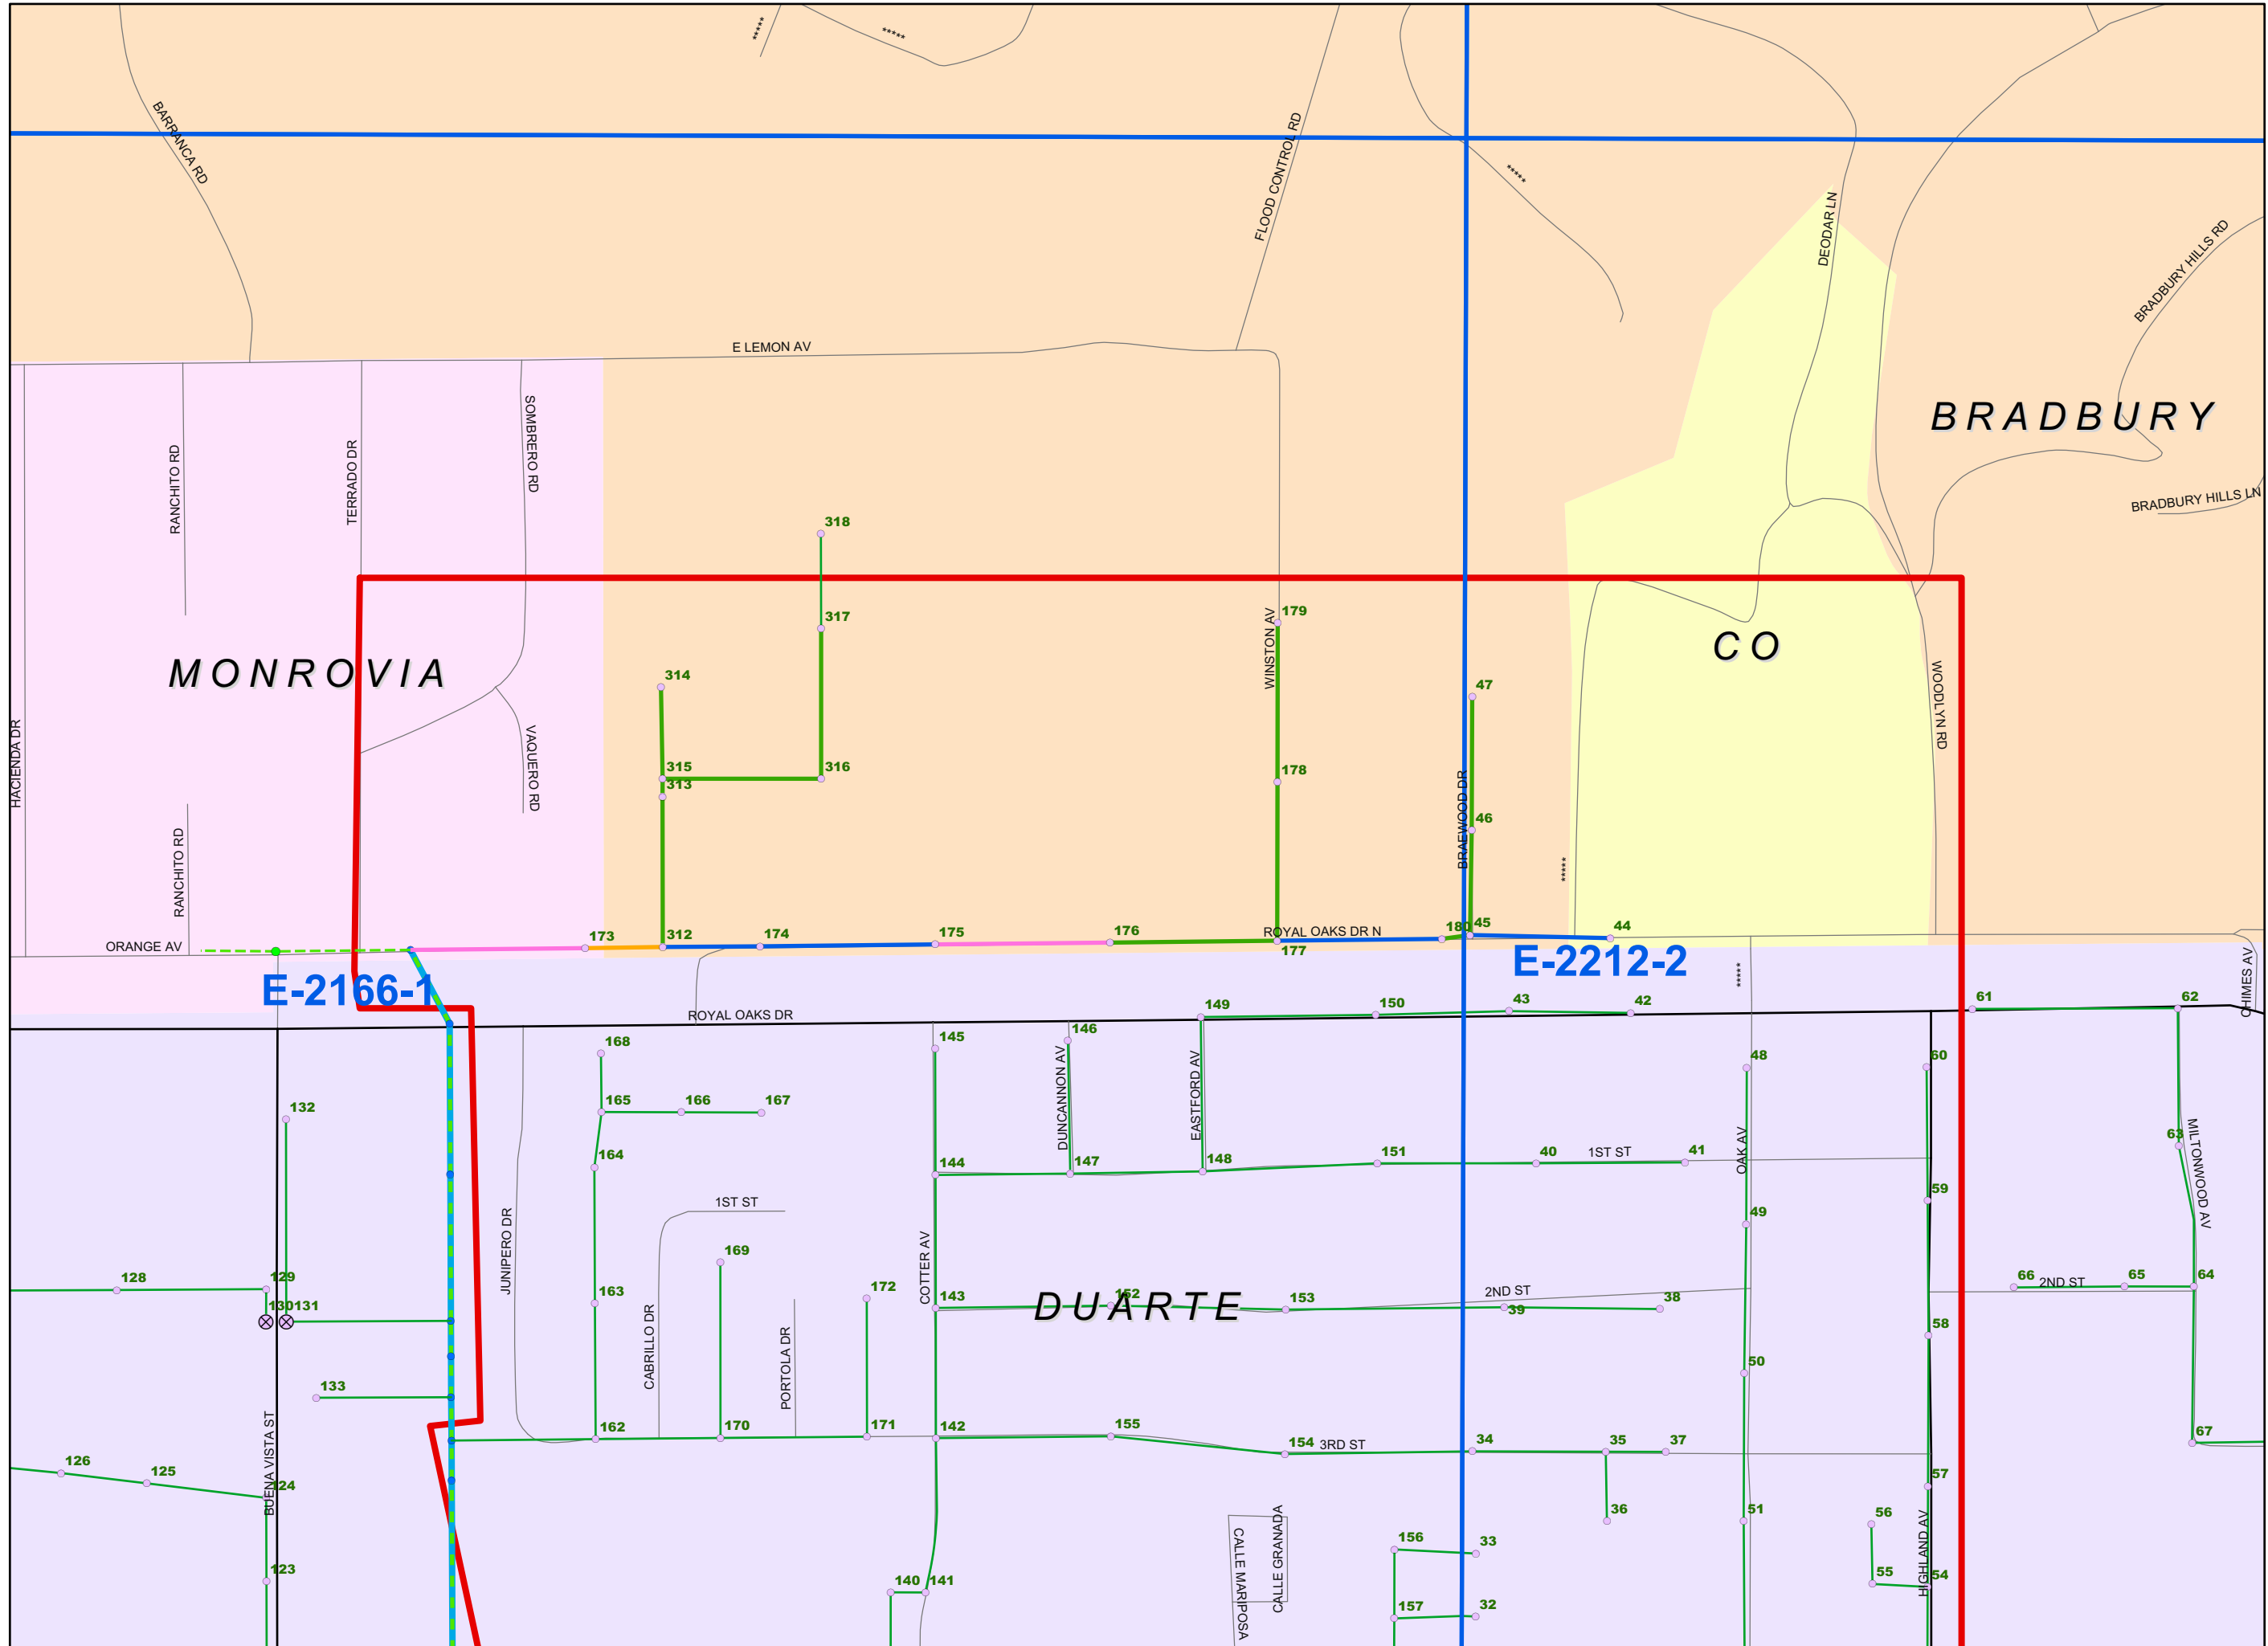 *****
*****
BARRANCA RD
FLOOD CONTROL RD
*****
DEODAR LN
BRADBURY HILLS RD
E LEMON AV
BRADBURY
SOMBRERO RD
RANCHITO RD
TERRADO DR
BRADBURY HILLS LN
318
317
179
WINSTON AV
CO
MONROVIA
314
47
WOODLYN RD
HACIENDA DR
VAQUERO RD
315
316
313
178
BRAEWOOD DR
46
RANCHITO RD
*****
ORANGE AV
173
312
174
175
176
ROYAL OAKS DR N
177
180
45
44
E-2166-1
E-2212-2
*****
CHIMES AV
ROYAL OAKS DR
149
150
43
42
61
62
168
145
146
48
60
132
165
166
167
DUNCANNON AV
EASTFORD AV
OAK AV
63
MILTONWOOD AV
164
144
147
148
151
40
1ST ST
41
59
1ST ST
49
JUNIPERO DR
169
COTTER AV
128
129
130
131
163
172
143
152
DUARTE
153
2ND ST
39
38
66
2ND ST
65
64
58
CABRILLO DR
PORTOLA DR
50
133
BUENA VISTA ST
162
170
171
142
155
154
3RD ST
34
35
37
67
126
125
124
57
36
51
56
CALLE MARIPOSA
CALLE GRANADA
156
33
HIGHLAND AV
123
140
141
55
54
157
32